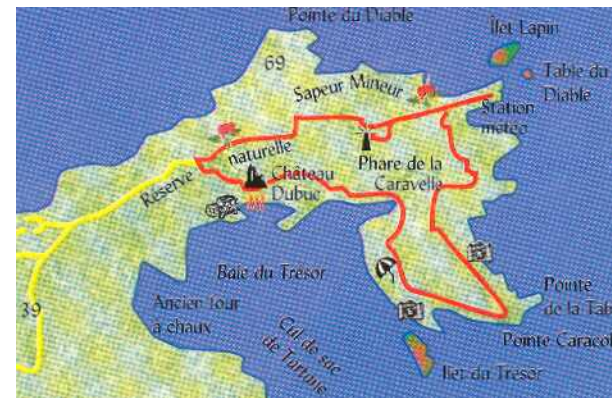 Pointe du Diable
Îlet Lapin
69
Table du
Diable
Sapeur Mineur
Station
météo
naturelle
Phare de la
Caravelle
Réserve
Château
Dubuc
Baie du Trésor
Pointe
de la Tab
39
Ancien four
a chaux
Cul de sac
de Tartane
Pointe Caracol
Ilet du Tresor